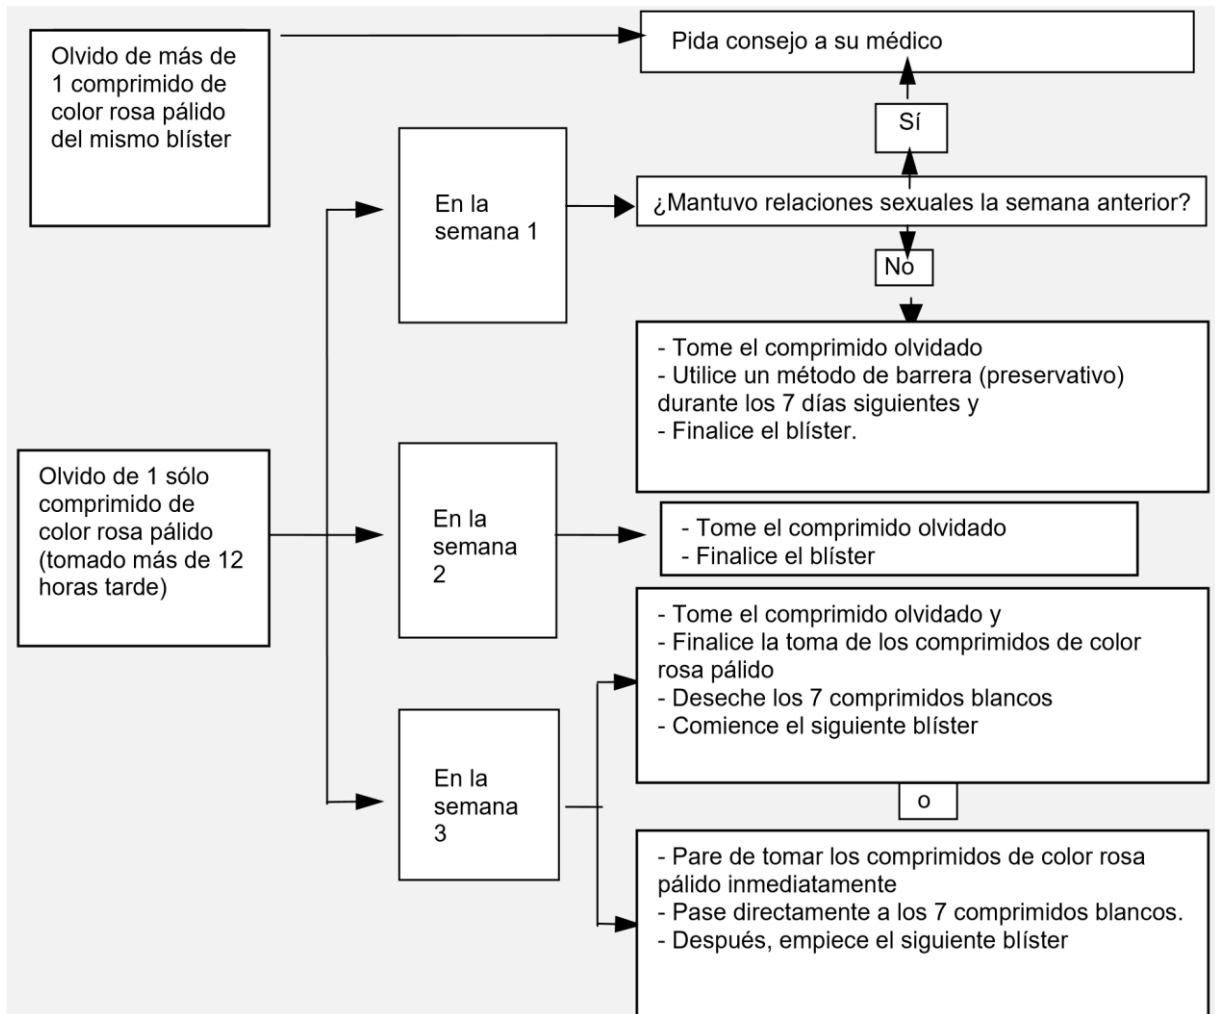 Olvido de más de
1 comprimido de
color rosa pálido
del mismo blíster
Pida consejo a su médico
Sí
En la
semana 1
¿Mantuvo relaciones sexuales la semana anterior?
No
- Tome el comprimido olvidado
- Utilice un método de barrera (preservativo)
durante los 7 días siguientes y
- Finalice el blíster.
Olvido de 1 sólo
comprimido de
color rosa pálido
(tomado más de 12
horas tarde)
En la
semana
2
- Tome el comprimido olvidado
- Finalice el blíster
En la
semana
3
- Tome el comprimido olvidado y
- Finalice la toma de los comprimidos de color
rosa pálido
- Deseche los 7 comprimidos blancos
- Comience el siguiente blíster
o
- Pare de tomar los comprimidos de color rosa
pálido inmediatamente
- Pase directamente a los 7 comprimidos blancos.
- Después, empiece el siguiente blíster